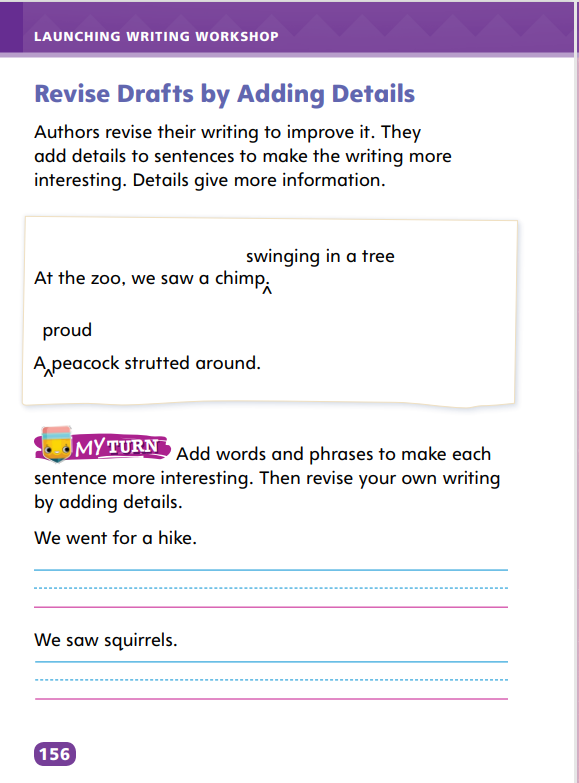 LAUNCHING WRITING WORKSHOP
Revise Drafts by Adding Details
Authors revise their writing to improve it. They
add details to sentences to make the writing more
interesting. Details give more information.
swinging in a tree
At the zoo, we saw a chimp.
^
proud
A peacock strutted around.
^
MY TURN Add words and phrases to make each
sentence more interesting. Then revise your own writing
by adding details.
We went for a hike.
We saw squirrels.
156